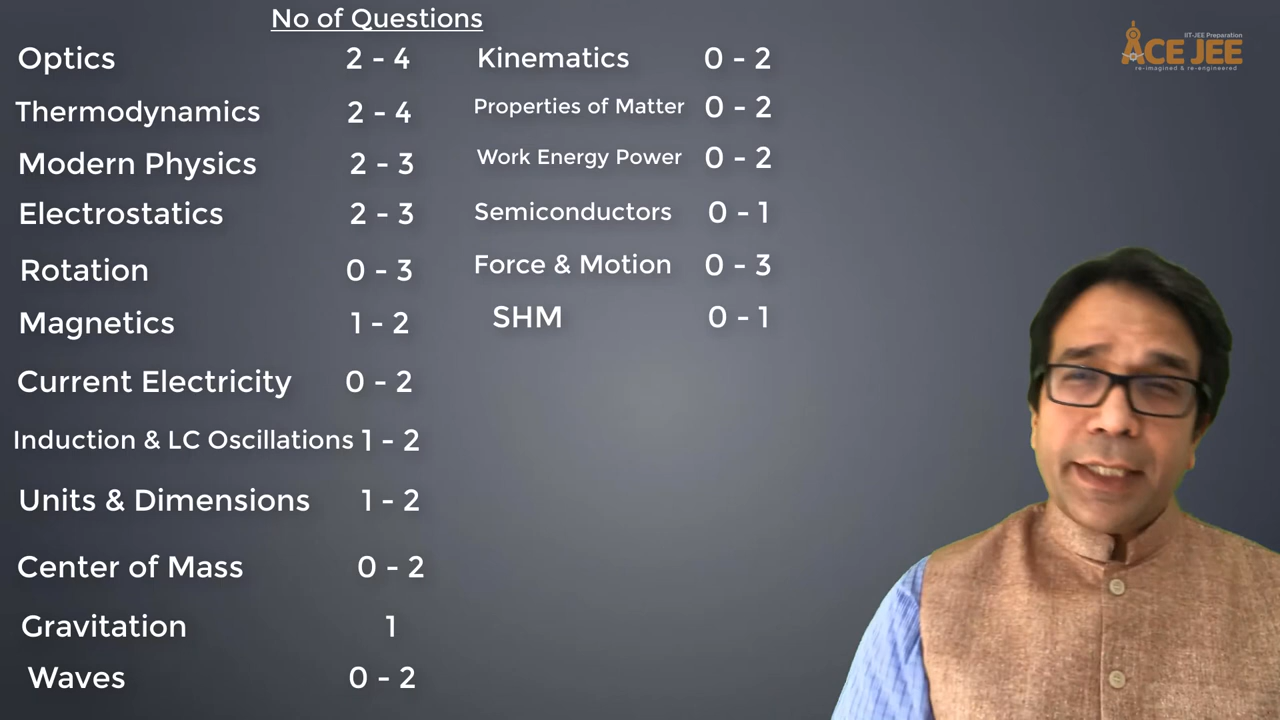 No of Questions
Optics 2 - 4
Thermodynamics 2 - 4
Modern Physics 2 - 3
Electrostatics 2 - 3
Rotation 0 - 3
Magnetics 1 - 2
Current Electricity 0 - 2
Induction & LC Oscillations 1 - 2
Units & Dimensions 1 - 2
Center of Mass 0 - 2
Gravitation 1
Waves 0 - 2
Kinematics 0 - 2
Properties of Matter 0 - 2
Work Energy Power 0 - 2
Semiconductors 0 - 1
Force & Motion 0 - 3
SHM 0 - 1
IIT-JEE Preparation
ACE JEE
re-imagined & re-engineered